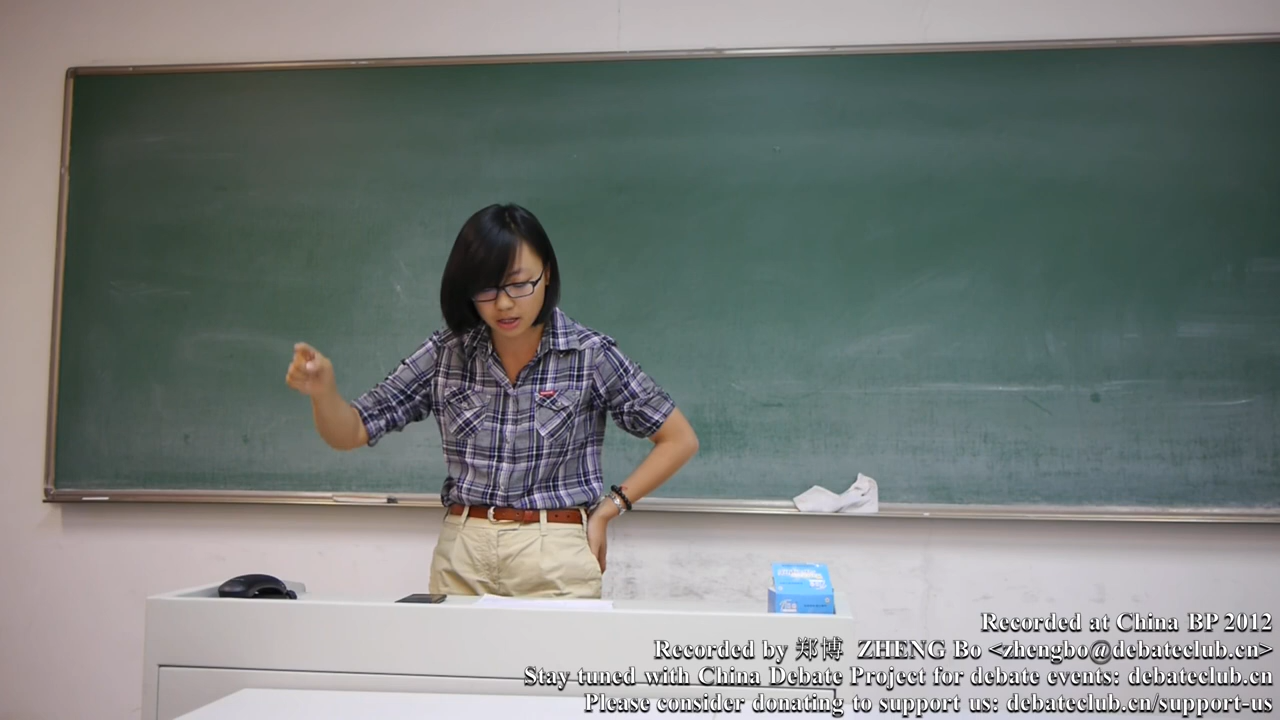 Recorded at China BP 2012
Recorded by 郑博 ZHENG Bo <zhengbo@debateclub.cn>
Stay tuned with China Debate Project for debate events: debateclub.cn
Please consider donating to support us: debateclub.cn/support-us